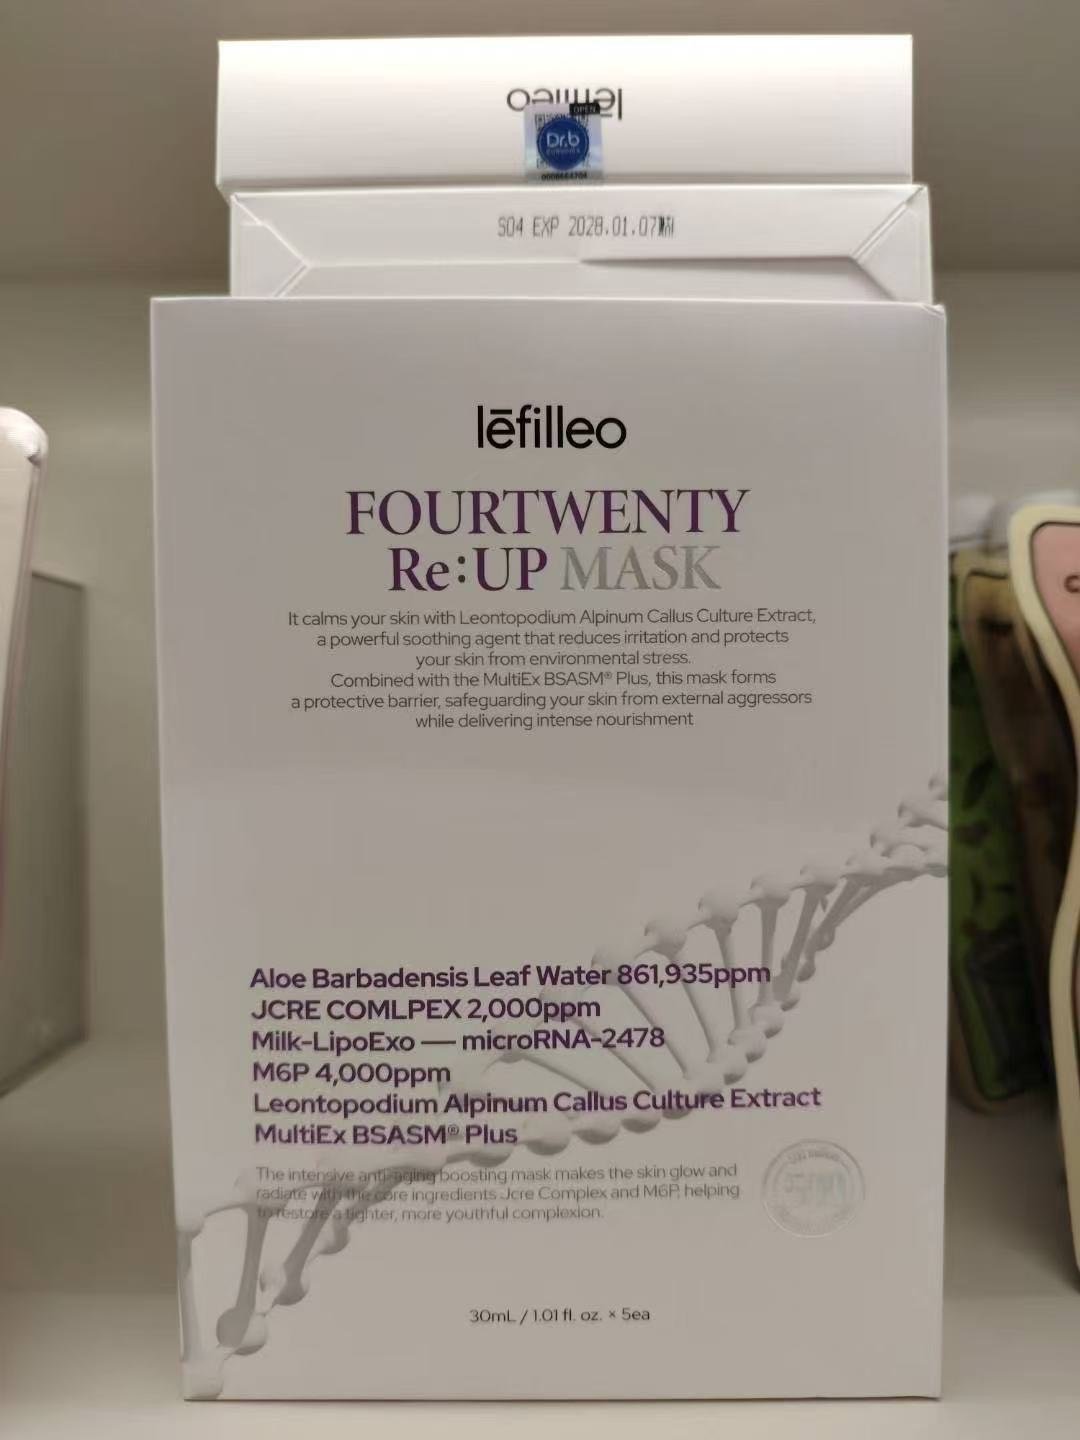 lēfilleo
OPEN
Dr.b
S04 EXP 2028.01.07
lēfilleo
FOURTWENTY
Re:UP MASK
It calms your skin with Leontopodium Alpinum Callus Culture Extract,
a powerful soothing agent that reduces irritation and protects
your skin from environmental stress.
Combined with the MultiEx BSASM® Plus, this mask forms
a protective barrier, safeguarding your skin from external aggressors
while delivering intense nourishment
Aloe Barbadensis Leaf Water 861,935ppm
JCRE COMLPEX 2,000ppm
Milk-LipoExo — microRNA-2478
M6P 4,000ppm
Leontopodium Alpinum Callus Culture Extract
MultiEx BSASM® Plus
The intensive anti-aging boosting mask makes the skin glow and
radiate with the core ingredients Jcre Complex and M6P, helping
to restore a tighter, more youthful complexion.
30mL / 1.01 fl. oz. × 5ea